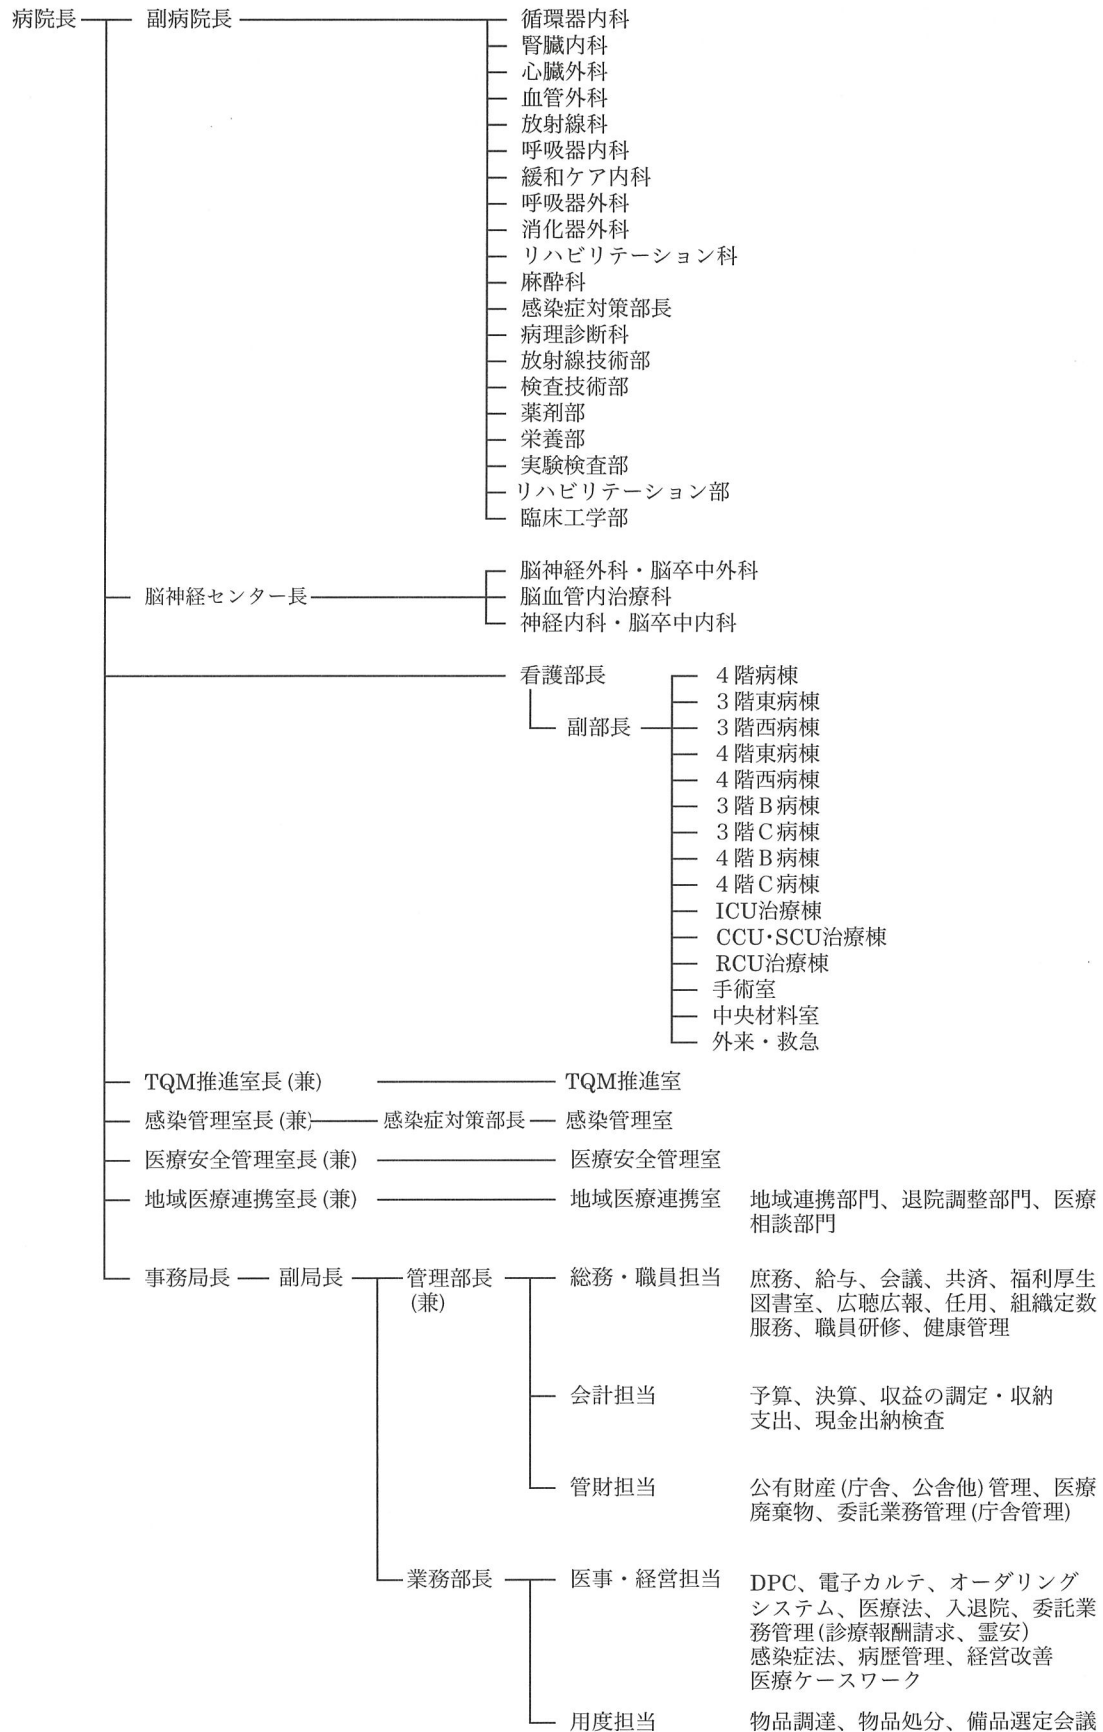 病院長 副病院長 循環器内科
腎臓内科
心臓外科
血管外科
放射線科
呼吸器内科
緩和ケア内科
呼吸器外科
消化器外科
リハビリテーション科
麻酔科
感染症対策部長
病理診断科
放射線技術部
検査技術部
薬剤部
栄養部
実験検査部
リハビリテーション部
臨床工学部
脳神経外科・脳卒中外科
脳神経センター長 脳血管内治療科
神経内科・脳卒中内科
看護部長 4階病棟
3階東病棟
副部長 3階西病棟
4階東病棟
4階西病棟
3階B病棟
3階C病棟
4階B病棟
4階C病棟
ICU治療棟
CCU・SCU治療棟
RCU治療棟
手術室
中央材料室
外来・救急
TQM推進室長(兼) TQM推進室
感染管理室長(兼) 感染症対策部長 感染管理室
医療安全管理室長(兼) 医療安全管理室
地域医療連携室長(兼) 地域医療連携室 地域連携部門、退院調整部門、医療
相談部門
事務局長 副局長 管理部長 総務・職員担当 庶務、給与、会議、共済、福利厚生
(兼) 図書室、広聴広報、任用、組織定数
服務、職員研修、健康管理
会計担当 予算、決算、収益の調定・収納
支出、現金出納検査
管財担当 公有財産(庁舎、公舎他)管理、医療
廃棄物、委託業務管理(庁舎管理)
業務部長 医事・経営担当 DPC、電子カルテ、オーダリング
システム、医療法、入退院、委託業
務管理(診療報酬請求、霊安)
感染症法、病歴管理、経営改善
医療ケースワーク
用度担当 物品調達、物品処分、備品選定会議